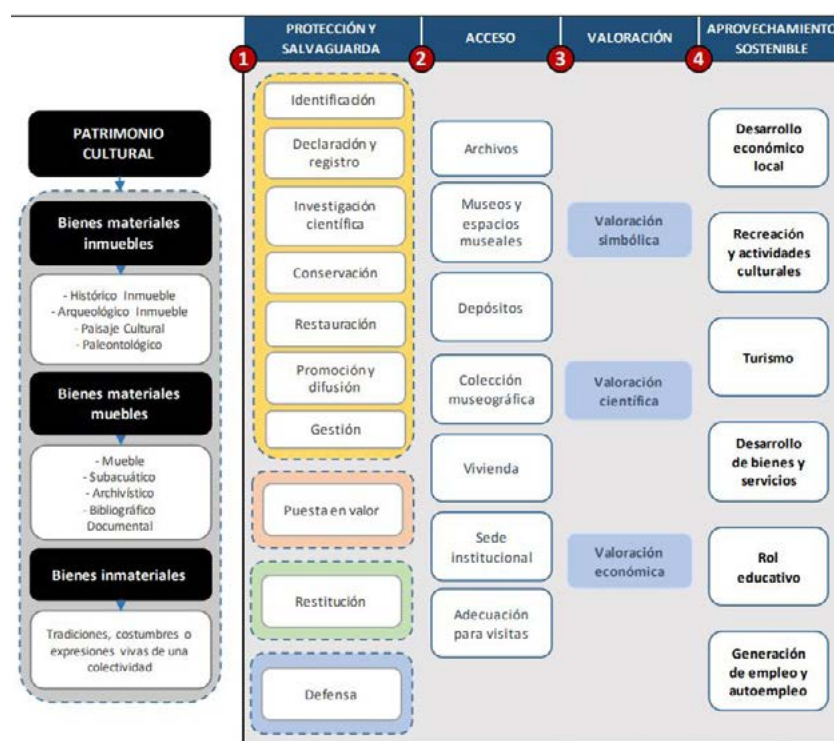 PROTECCIÓN Y
SALVAGUARDA
ACCESO
VALORACIÓN
APROVECHAMIENTO
SOSTENIBLE
1
2
3
4
PATRIMONIO
CULTURAL
Bienes materiales
inmuebles
- Histórico Inmueble
- Arqueológico Inmueble
- Paisaje Cultural
- Paleontológico
Bienes materiales
muebles
- Mueble
- Subacuático
- Archivístico
- Bibliográfico
Documental
Bienes inmateriales
Tradiciones, costumbres o
expresiones vivas de una
colectividad
Identificación
Declaración y
registro
Investigación
científica
Conservación
Restauración
Promoción y
difusión
Gestión
Puesta en valor
Restitución
Defensa
Archivos
Museos y
espacios
museales
Depósitos
Colección
museográfica
Vivienda
Sede
institucional
Adecuación
para visitas
Valoración
simbólica
Valoración
científica
Valoración
económica
Desarrollo
económico
local
Recreación
y actividades
culturales
Turismo
Desarrollo
de bienes y
servicios
Rol
educativo
Generación
de empleo y
autoempleo